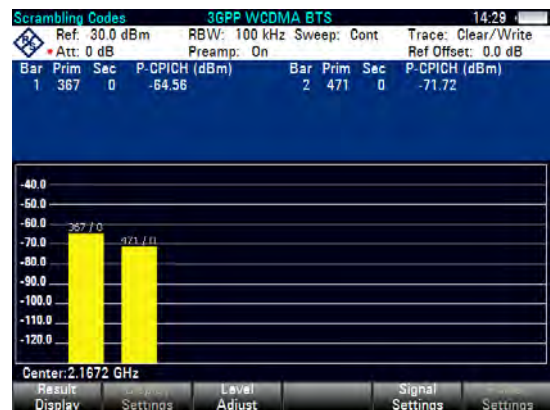 Scrambling Codes 3GPP WCDMA BTS 14:29
Ref: -30.0 dBm RBW: 100 kHz Sweep: Cont Trace: Clear/Write
• Att: 0 dB Preamp: On Ref Offset: 0.0 dB
Bar Prim Sec P-CPICH (dBm) Bar Prim Sec P-CPICH (dBm)
1 367 0 -64.56 2 471 0 -71.72
-40.0
-50.0
-60.0
367 / 0
-70.0
471 / 0
-80.0
-90.0
-100.0
-110.0
-120.0
Center:2.1672 GHz
Result Display
Display Settings
Level Adjust
Signal Settings
Settings